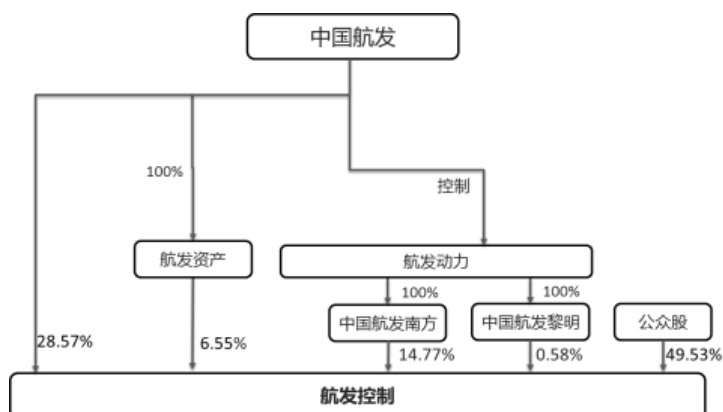 中国航发
100%
控制
航发资产
航发动力
100%
100%
中国航发南方
中国航发黎明
公众股
28.57%
6.55%
14.77%
0.58%
49.53%
航发控制